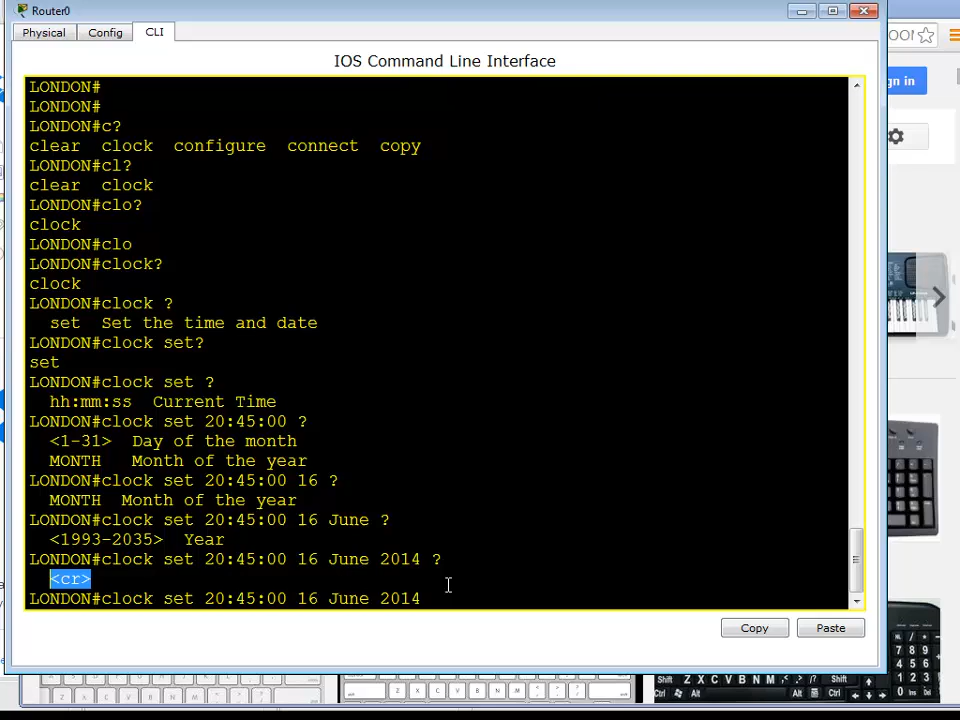 Router0
Physical Config CLI
IOS Command Line Interface
LONDON#
LONDON#
LONDON#c?
clear clock configure connect copy
LONDON#cl?
clear clock
LONDON#clo?
clock
LONDON#clo
LONDON#clock?
clock
LONDON#clock ?
set Set the time and date
LONDON#clock set?
set
LONDON#clock set ?
hh:mm:ss Current Time
LONDON#clock set 20:45:00 ?
<1-31> Day of the month
MONTH Month of the year
LONDON#clock set 20:45:00 16 ?
MONTH Month of the year
LONDON#clock set 20:45:00 16 June ?
<1993-2035> Year
LONDON#clock set 20:45:00 16 June 2014 ?
<cr>
LONDON#clock set 20:45:00 16 June 2014
Copy Paste